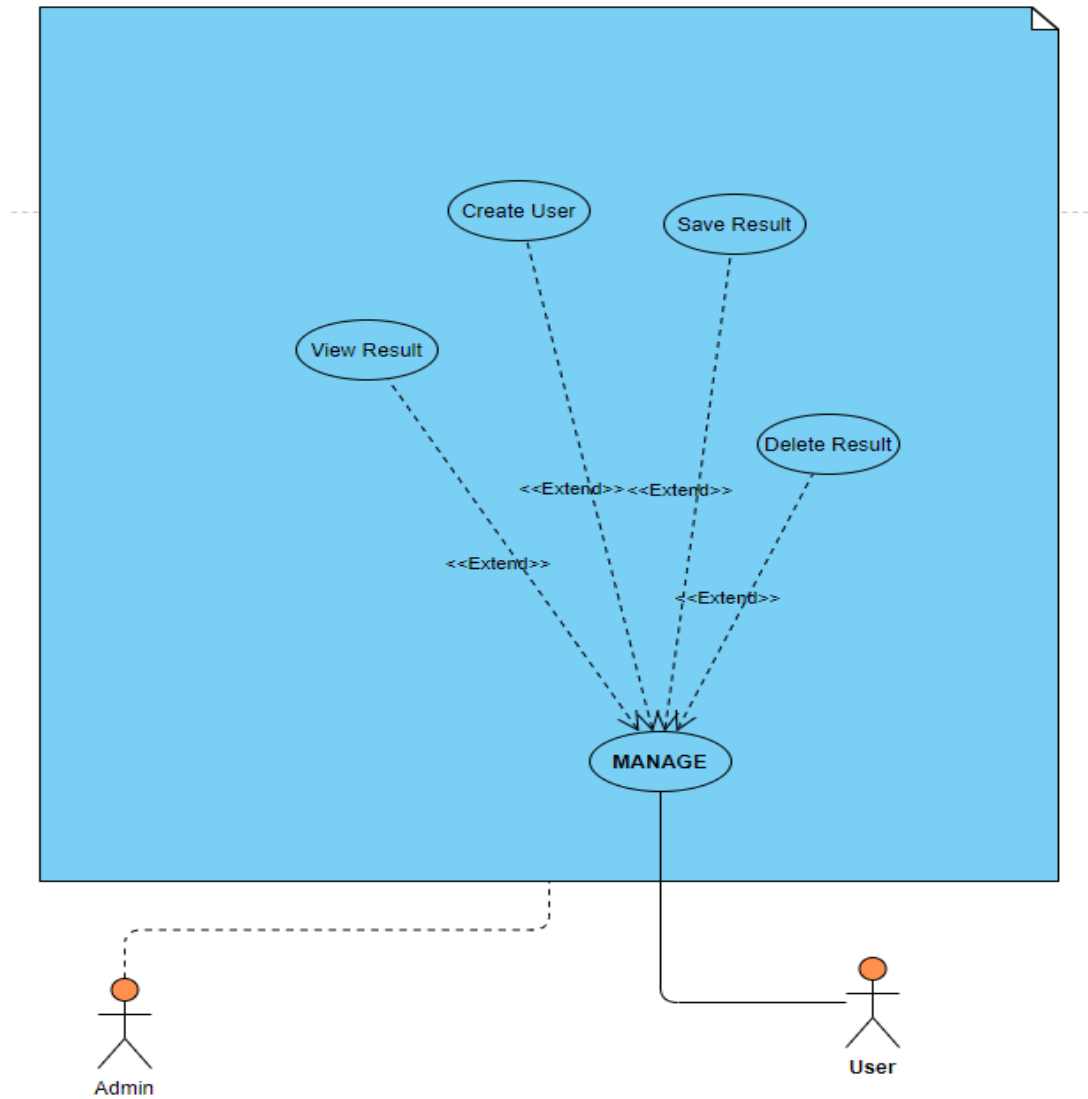 Create User
Save Result
View Result
Delete Result
<<Extend>>
<<Extend>>
<<Extend>>
<<Extend>>
MANAGE
User
Admin